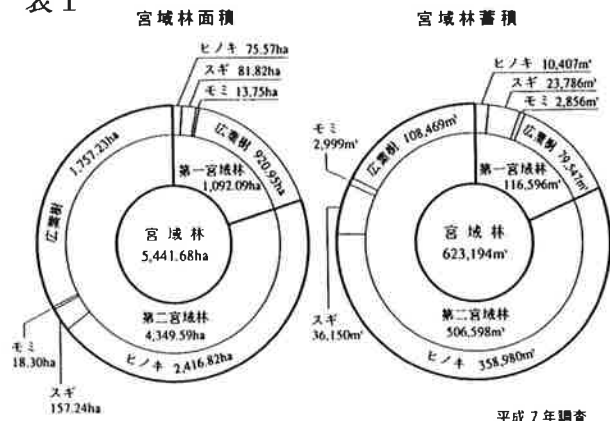 表1
宮域林面積
ヒノキ 75.57ha
スギ 81.82ha
モミ 13.75ha
広葉樹 920.95ha
第一宮域林
1,092.09ha
広葉樹 1,757.23ha
宮域林
5,441.68ha
第二宮域林
4,349.59ha
モミ
18.30ha
スギ
157.24ha
ヒノキ 2,416.82ha
宮域林蓄積
ヒノキ 10,407m³
スギ 23,786m³
モミ 2,856m³
広葉樹 79,547m³
第一宮域林
116,596m³
広葉樹 108,469m³
モミ
2,999m³
宮域林
623,194m³
第二宮域林
506,598m³
スギ
36,150m³
ヒノキ 358,980m³
平成7年調査